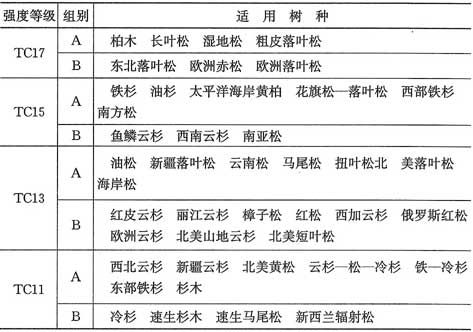 强度等级 组别 适用树种
TC17 A 柏木 长叶松 湿地松 粗皮落叶松
B 东北落叶松 欧洲赤松 欧洲落叶松
TC15 A 铁杉 油杉 太平洋海岸黄柏 花旗松—落叶松 西部铁杉
南方松
B 鱼鳞云杉 西南云杉 南亚松
TC13 A 油松 新疆落叶松 云南松 马尾松 扭叶松北 美落叶松
海岸松
B 红皮云杉 丽江云杉 樟子松 红松 西加云杉 俄罗斯红松
欧洲云杉 北美山地云杉 北美短叶松
TC11 A 西北云杉 新疆云杉 北美黄松 云杉—松—冷杉 铁—冷杉
东部铁杉 杉木
B 冷杉 速生杉木 速生马尾松 新西兰辐射松